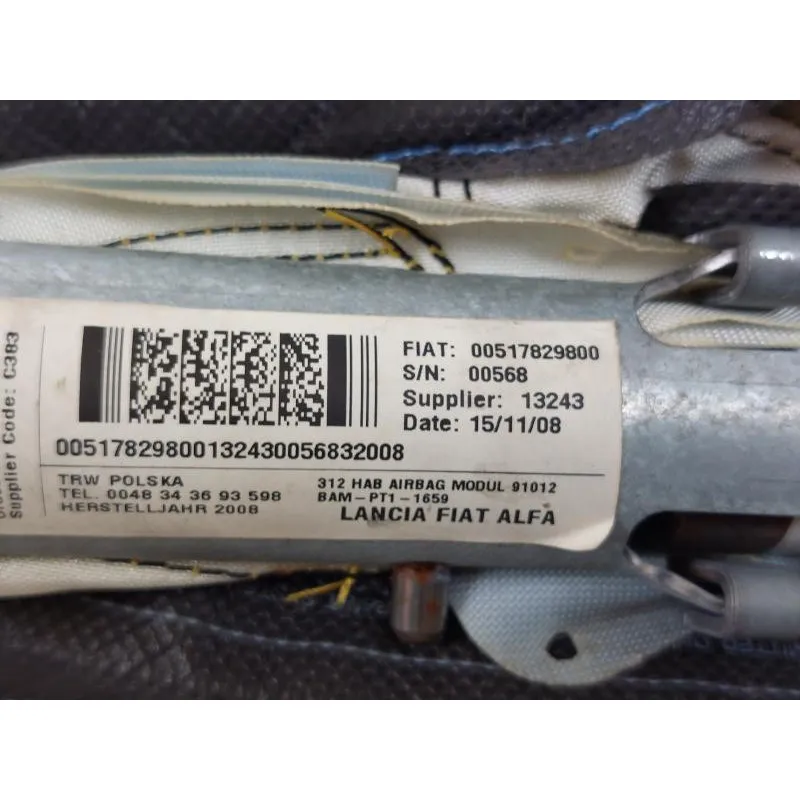 Supplier Code: C383
FIAT: 00517829800
S/N: 00568
Supplier: 13243
Date: 15/11/08
00517829800132430056832008
TRW POLSKA
TEL. 0048 34 36 93 598
HERSTELLJAHR 2008
312 HAB AIRBAG MODUL 91012
BAM-PT1-1659
LANCIA FIAT ALFA